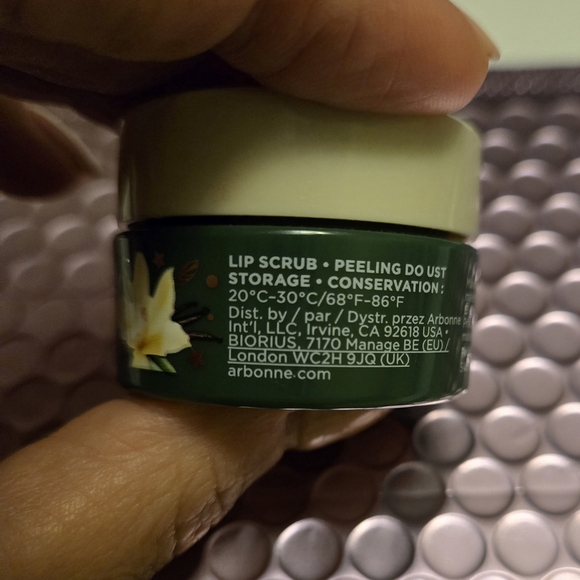 LIP SCRUB • PEELING DO UST
STORAGE • CONSERVATION :
20°C-30°C/68°F-86°F
Dist. by / par / Dystr. przez Arbonne
Int'l, LLC, Irvine, CA 92618 USA •
BIORIUS, 7170 Manage BE (EU) /
London WC2H 9JQ (UK)
arbonne.com